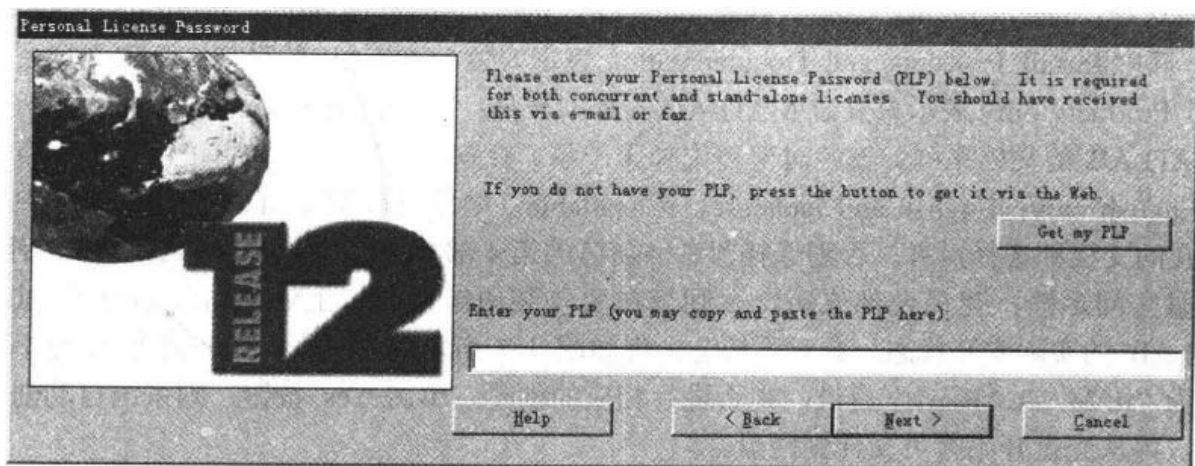 Personal License Password
Please enter your Personal License Password (PLP) below. It is required
for both concurrent and stand-alone licenses. You should have received
this via e-mail or fax.
If you do not have your PLP, press the button to get it via the Web.
Get my PLP
RELEASE
12
Enter your PLP (you may copy and paste the PLP here):
Help
< Back
Next >
Cancel